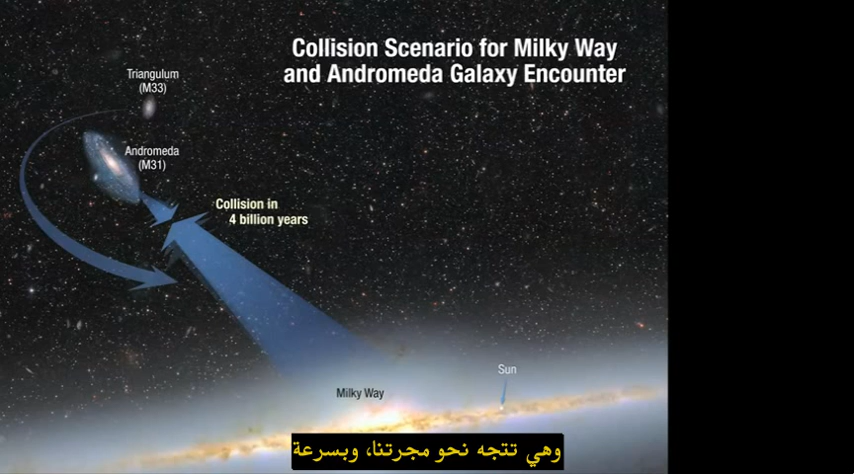 Collision Scenario for Milky Way
and Andromeda Galaxy Encounter
Triangulum
(M33)
Andromeda
(M31)
Collision in
4 billion years
Sun
Milky Way
وهي تتجه نحو مجرتنا، وبسرعة